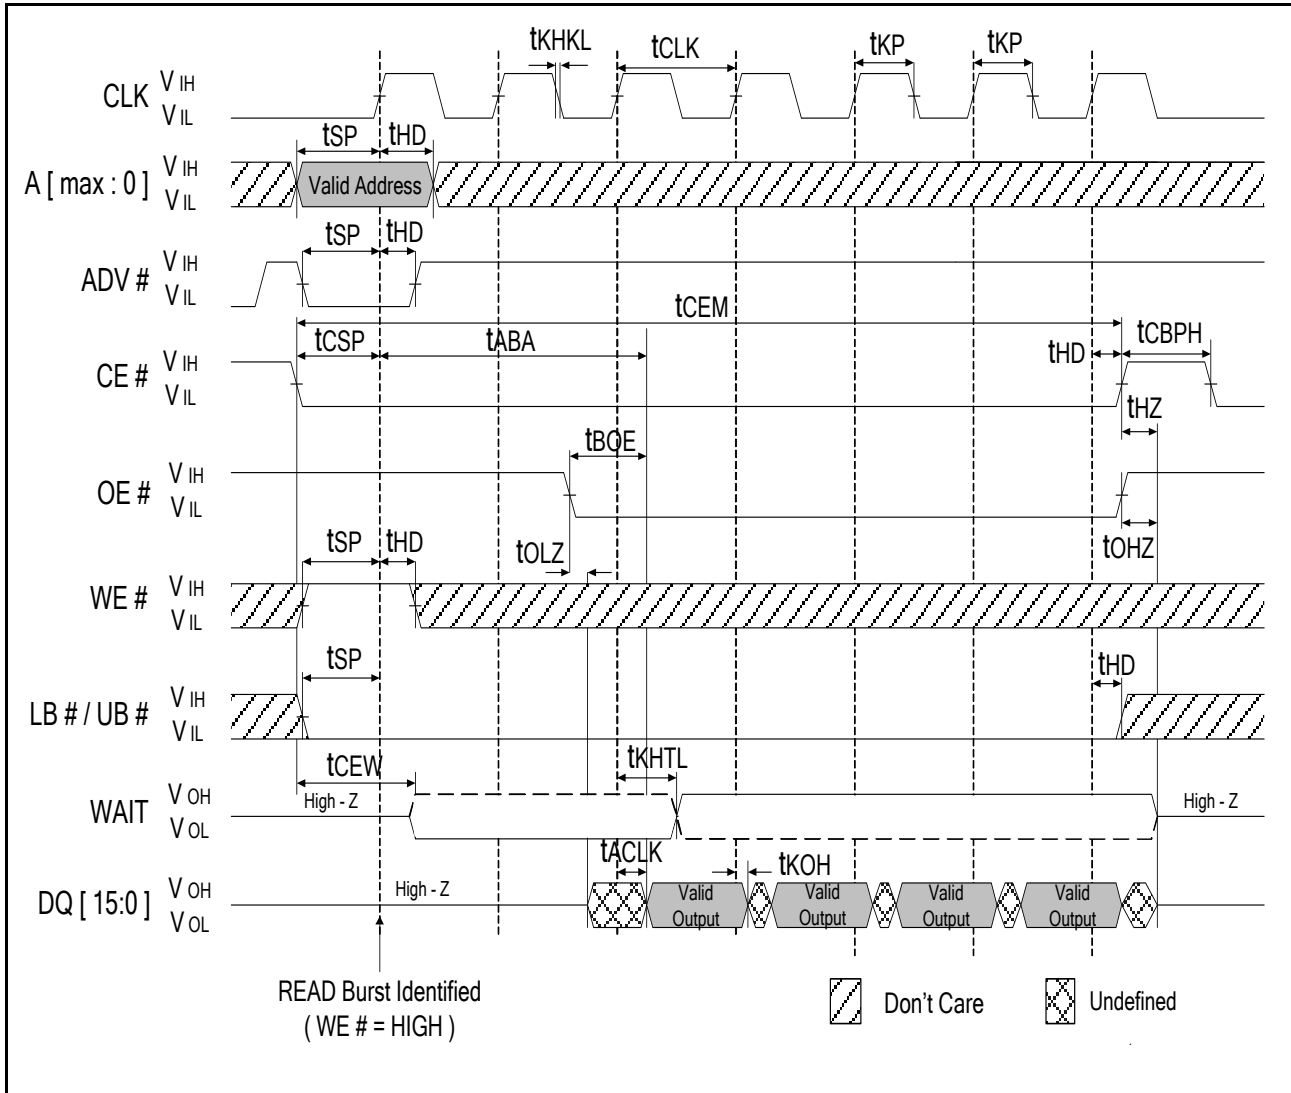 tKHKL
tCLK
tKP
tKP
CLK
V IH
V IL
tSP
tHD
A [ max : 0 ]
V IH
V IL
Valid Address
tSP
tHD
ADV #
V IH
V IL
tCEM
tCSP
tABA
tHD
tCBPH
CE #
V IH
V IL
tHZ
tBOE
OE #
V IH
V IL
tOHZ
tSP
tHD
tOLZ
WE #
V IH
V IL
tSP
tHD
LB # / UB #
V IH
V IL
tCEW
tKHTL
WAIT
V OH
V OL
High - Z
High - Z
tACLK
tKOH
DQ [ 15:0 ]
V OH
V OL
High - Z
Valid
Output
Valid
Output
Valid
Output
Valid
Output
READ Burst Identified
( WE # = HIGH )
Don't Care
Undefined